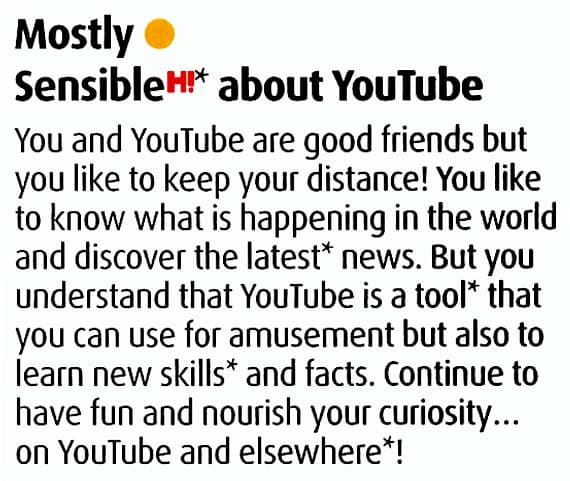 Mostly
SensibleH!* about YouTube
You and YouTube are good friends but
you like to keep your distance! You like
to know what is happening in the world
and discover the latest* news. But you
understand that YouTube is a tool* that
you can use for amusement but also to
learn new skills* and facts. Continue to
have fun and nourish your curiosity...
on YouTube and elsewhere*!